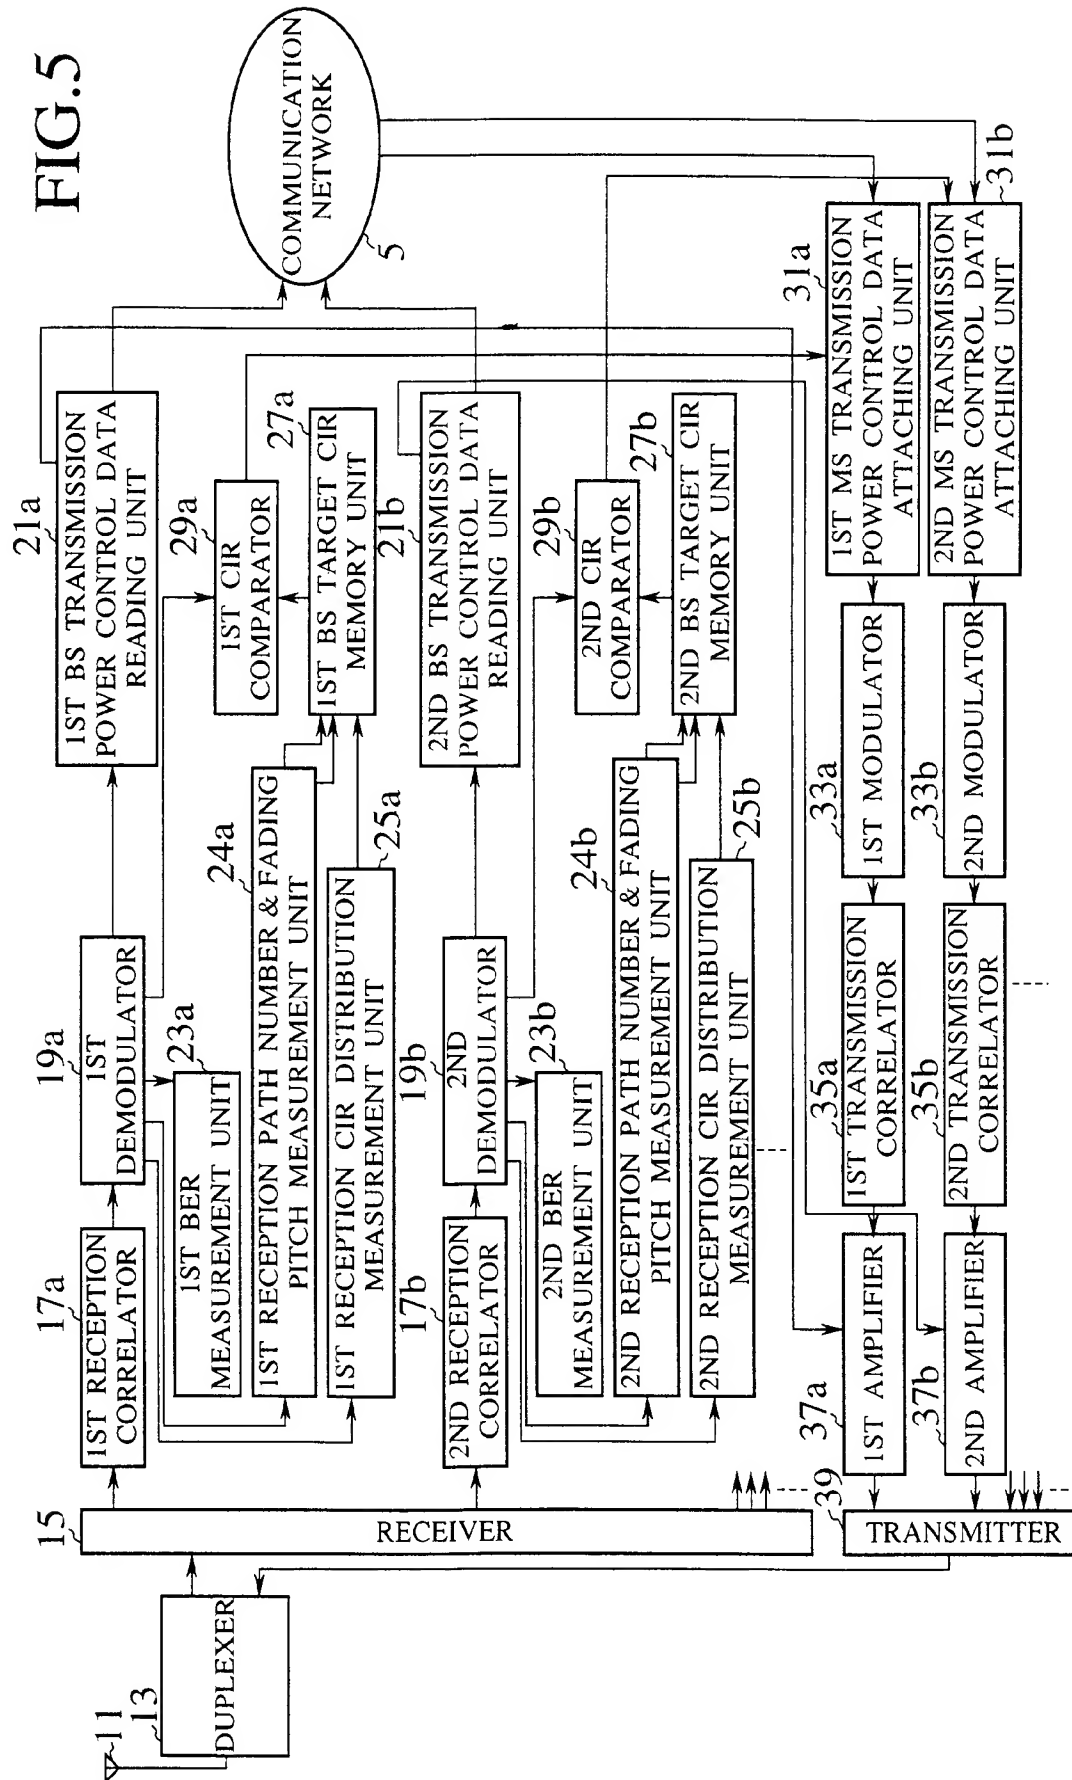 FIG.5
11
13
DUPLEXER
15
RECEIVER
17a
1ST RECEPTION
CORRELATOR
19a
1ST
DEMODULATOR
21a
1ST BS TRANSMISSION
POWER CONTROL DATA
READING UNIT
COMMUNICATION
NETWORK
5
23a
1ST BER
MEASUREMENT UNIT
24a
1ST RECEPTION PATH NUMBER & FADING
PITCH MEASUREMENT UNIT
25a
1ST RECEPTION CIR DISTRIBUTION
MEASUREMENT UNIT
29a
1ST CIR
COMPARATOR
27a
1ST BS TARGET CIR
MEMORY UNIT
17b
2ND RECEPTION
CORRELATOR
19b
2ND
DEMODULATOR
21b
2ND BS TRANSMISSION
POWER CONTROL DATA
READING UNIT
23b
2ND BER
MEASUREMENT UNIT
24b
2ND RECEPTION PATH NUMBER & FADING
PITCH MEASUREMENT UNIT
25b
2ND RECEPTION CIR DISTRIBUTION
MEASUREMENT UNIT
29b
2ND CIR
COMPARATOR
27b
2ND BS TARGET CIR
MEMORY UNIT
39
TRANSMITTER
37a
1ST AMPLIFIER
35a
1ST TRANSMISSION
CORRELATOR
33a
1ST MODULATOR
31a
1ST MS TRANSMISSION
POWER CONTROL DATA
ATTACHING UNIT
37b
2ND AMPLIFIER
35b
2ND TRANSMISSION
CORRELATOR
33b
2ND MODULATOR
31b
2ND MS TRANSMISSION
POWER CONTROL DATA
ATTACHING UNIT